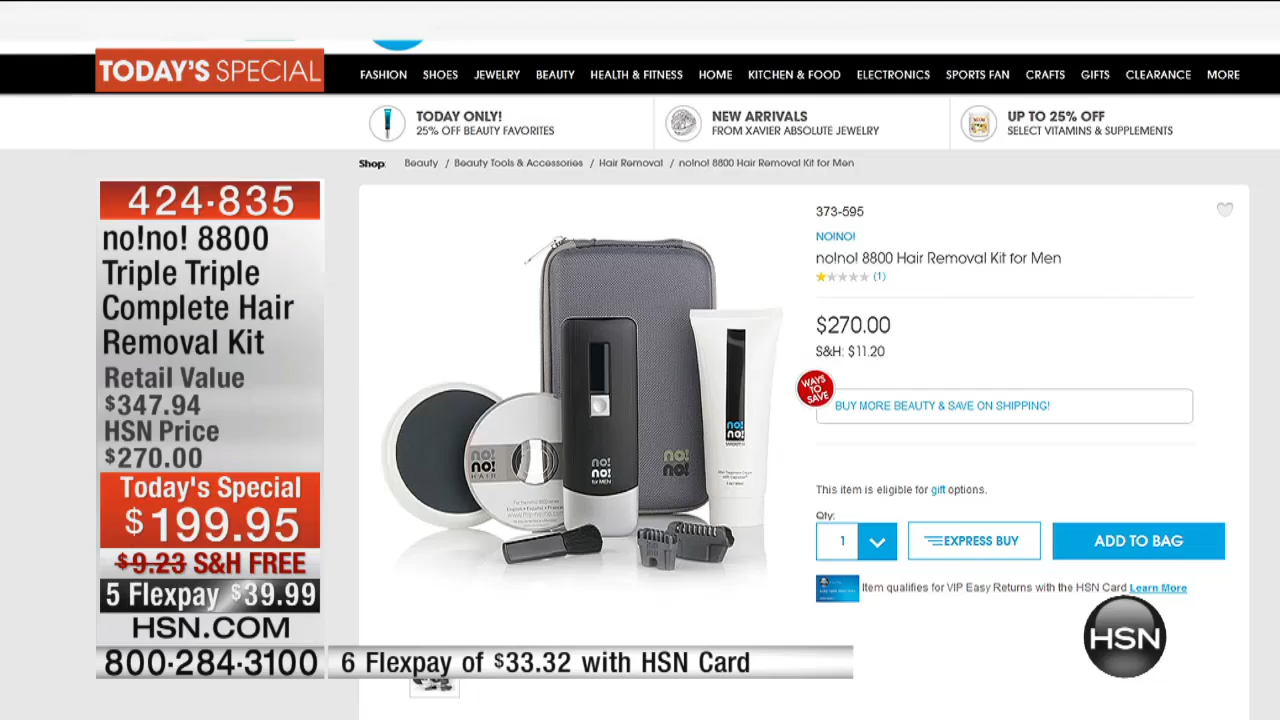 TODAY'S SPECIAL
FASHION SHOES JEWELRY BEAUTY HEALTH & FITNESS HOME KITCHEN & FOOD ELECTRONICS SPORTS FAN CRAFTS GIFTS CLEARANCE MORE
TODAY ONLY!
25% OFF BEAUTY FAVORITES
NEW ARRIVALS
FROM XAVIER ABSOLUTE JEWELRY
UP TO 25% OFF
SELECT VITAMINS & SUPPLEMENTS
Shop: Beauty / Beauty Tools & Accessories / Hair Removal / no!no! 8800 Hair Removal Kit for Men
424-835
no!no! 8800
Triple Triple
Complete Hair
Removal Kit
Retail Value
$347.94
HSN Price
$270.00
Today's Special
$199.95
$9.23 S&H FREE
5 Flexpay $39.99
HSN.COM
800-284-3100
6 Flexpay of $33.32 with HSN Card
no!
no!
HAIR
no!
no!
for MEN
no!
no!
no!
no!
373-595
NO!NO!
no!no! 8800 Hair Removal Kit for Men
(1)
$270.00
S&H: $11.20
WAYS
TO
SAVE
BUY MORE BEAUTY & SAVE ON SHIPPING!
This item is eligible for gift options.
Qty:
1
EXPRESS BUY
ADD TO BAG
Item qualifies for VIP Easy Returns with the HSN Card Learn More
HSN